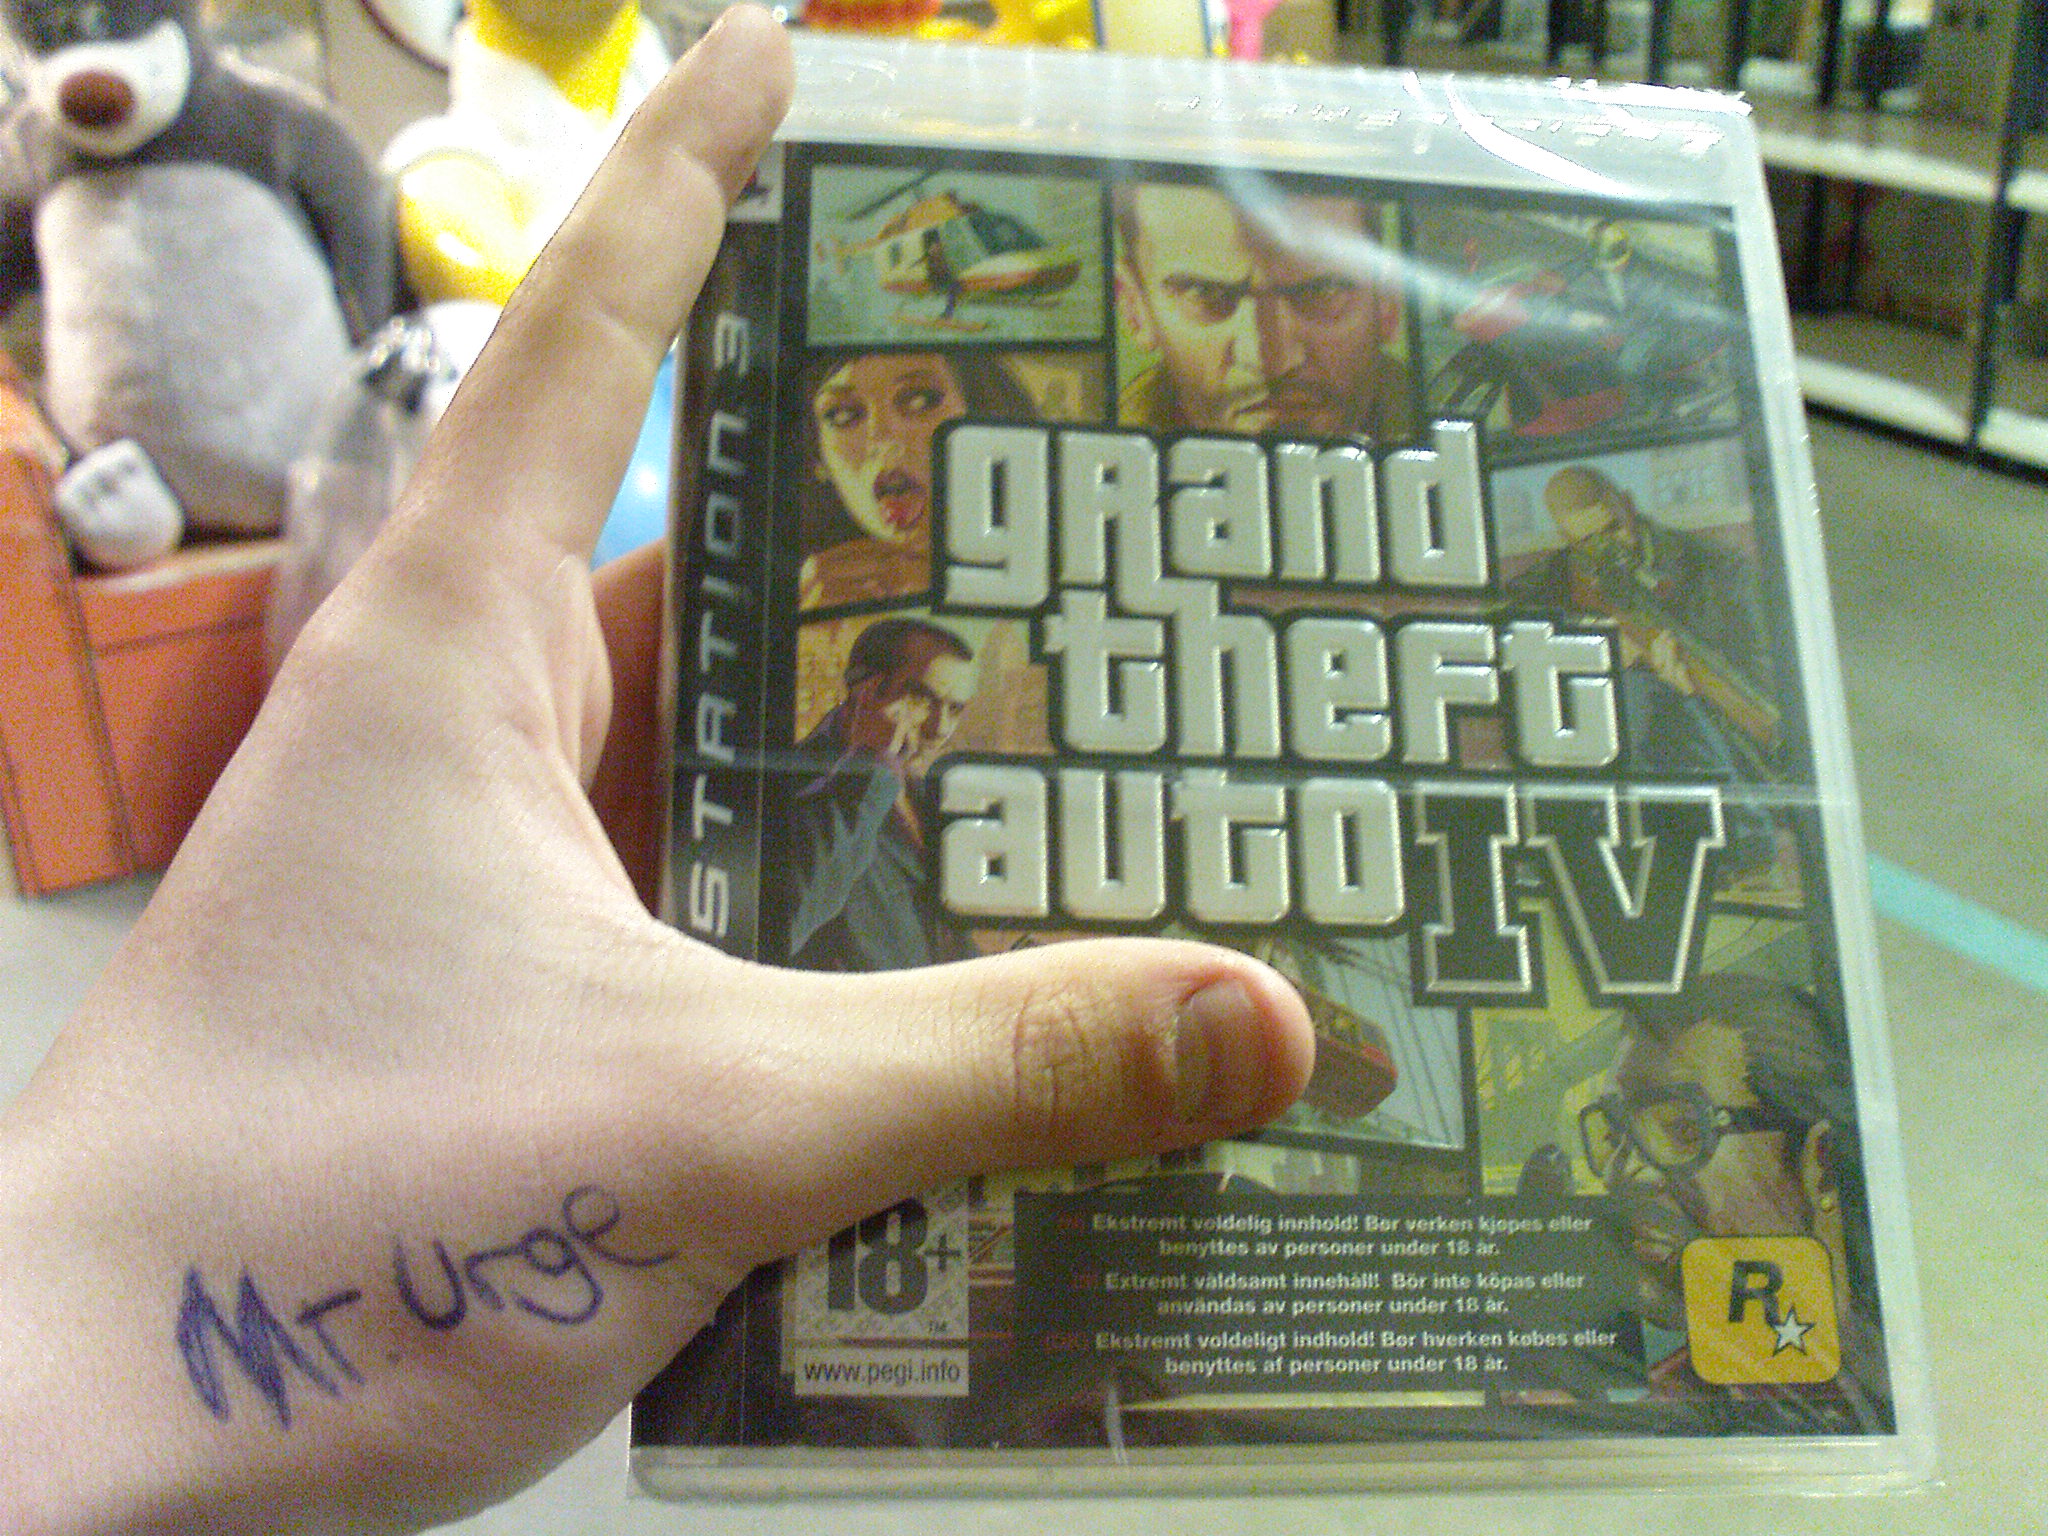 STATION 3
grand
theft
auto IV
Mr Urge
18+
TM
www.pegi.info
Ekstremt voldelig innhold! Bør verken kjøpes eller
benyttes av personer under 18 år.
Extremt våldsamt innehåll! Bör inte köpas eller
användas av personer under 18 år.
(DK) Ekstremt voldeligt indhold! Bør hverken købes eller
benyttes af personer under 18 år.
R